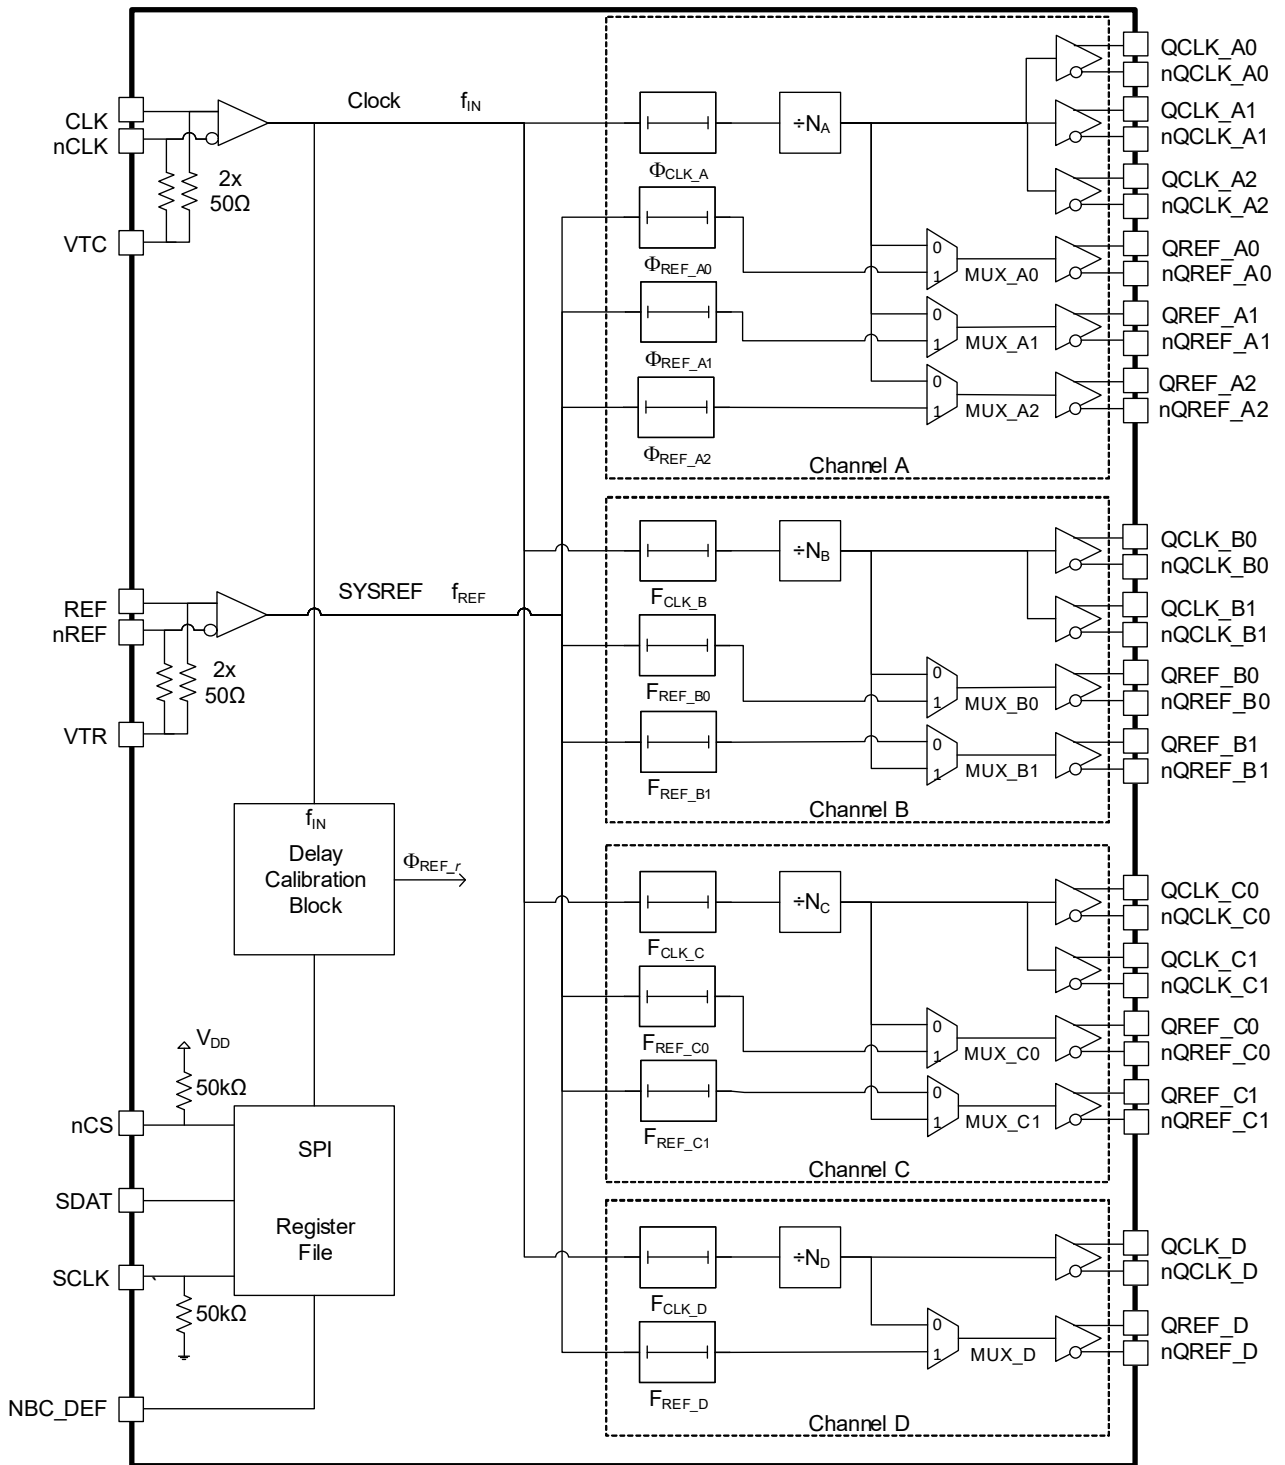 CLK
nCLK
2x
50Ω
VTC
Clock fIN
REF
nREF
2x
50Ω
VTR
SYSREF fREF
fIN
Delay
Calibration
Block
ΦREF_r
VDD
50kΩ
nCS
SDAT
SCLK
50kΩ
NBC_DEF
SPI
Register
File
ΦCLK_A
÷NA
ΦREF_A0
ΦREF_A1
ΦREF_A2
0
1
MUX_A0
0
1
MUX_A1
0
1
MUX_A2
Channel A
QCLK_A0
nQCLK_A0
QCLK_A1
nQCLK_A1
QCLK_A2
nQCLK_A2
QREF_A0
nQREF_A0
QREF_A1
nQREF_A1
QREF_A2
nQREF_A2
FCLK_B
÷NB
FREF_B0
FREF_B1
0
1
MUX_B0
0
1
MUX_B1
Channel B
QCLK_B0
nQCLK_B0
QCLK_B1
nQCLK_B1
QREF_B0
nQREF_B0
QREF_B1
nQREF_B1
FCLK_C
÷NC
FREF_C0
FREF_C1
0
1
MUX_C0
0
1
MUX_C1
Channel C
QCLK_C0
nQCLK_C0
QCLK_C1
nQCLK_C1
QREF_C0
nQREF_C0
QREF_C1
nQREF_C1
FCLK_D
÷ND
FREF_D
0
1
MUX_D
Channel D
QCLK_D
nQCLK_D
QREF_D
nQREF_D